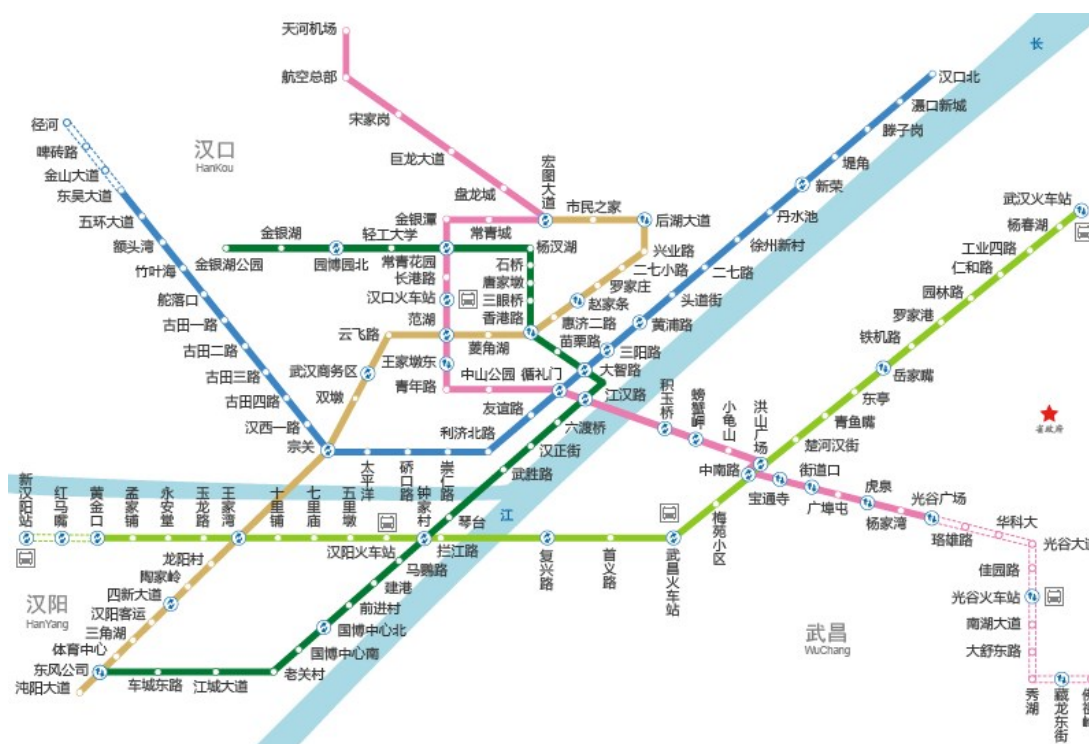 天河机场
航空总部
宋家岗
巨龙大道
盘龙城
宏图大道
市民之家
后湖大道
金银潭
常青城
长
汉口北
滠口新城
滕子岗
堤角
新荣
丹水池
徐州新村
二七路
头道街
黄浦路
三阳路
大智路
径河
啤砖路
金山大道
东吴大道
五环大道
额头湾
竹叶海
舵落口
古田一路
古田二路
古田三路
古田四路
汉西一路
宗关
汉口
HanKou
金银湖
轻工大学
金银湖公园
园博园北
常青花园
杨汊湖
长港路
石桥
唐家墩
三眼桥
香港路
汉口火车站
范湖
兴业路
二七小路
罗家庄
赵家条
惠济二路
苗栗路
云飞路
菱角湖
王家墩东
武汉商务区
双墩
青年路
中山公园
循礼门
江汉路
友谊路
利济北路
六渡桥
汉正街
武胜路
太平洋
硚口路
崇仁路
积玉桥
螃蟹岬
小龟山
洪山广场
中南路
武汉火车站
杨春湖
工业四路
仁和路
园林路
罗家港
铁机路
岳家嘴
东亭
青鱼嘴
楚河汉街
省政府
宝通寺
街道口
广埠屯
虎泉
杨家湾
光谷广场
珞雄路
华科大
光谷大道
佳园路
光谷火车站
南湖大道
大舒东路
秀湖
藏龙东街
佛祖岭
新汉阳站
红马嘴
黄金口
孟家铺
永安堂
玉龙路
王家湾
十里铺
七里庙
五里墩
汉阳火车站
钟家村
琴台
江
拦江路
复兴路
首义路
武昌火车站
梅苑小区
龙阳村
陶家岭
四新大道
汉阳客运
三角湖
体育中心
东风公司
沌阳大道
汉阳
HanYang
马鹦路
建港
前进村
国博中心北
国博中心南
老关村
江城大道
车城东路
武昌
WuChang